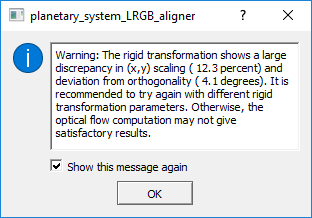 planetary_system_LRGB_aligner
Warning: The rigid transformation shows a large
discrepancy in (x,y) scaling ( 12.3 percent) and
deviation from orthogonality ( 4.1 degrees). It is
recommended to try again with different rigid
transformation parameters. Otherwise, the
optical flow computation may not give
satisfactory results.
Show this message again
OK